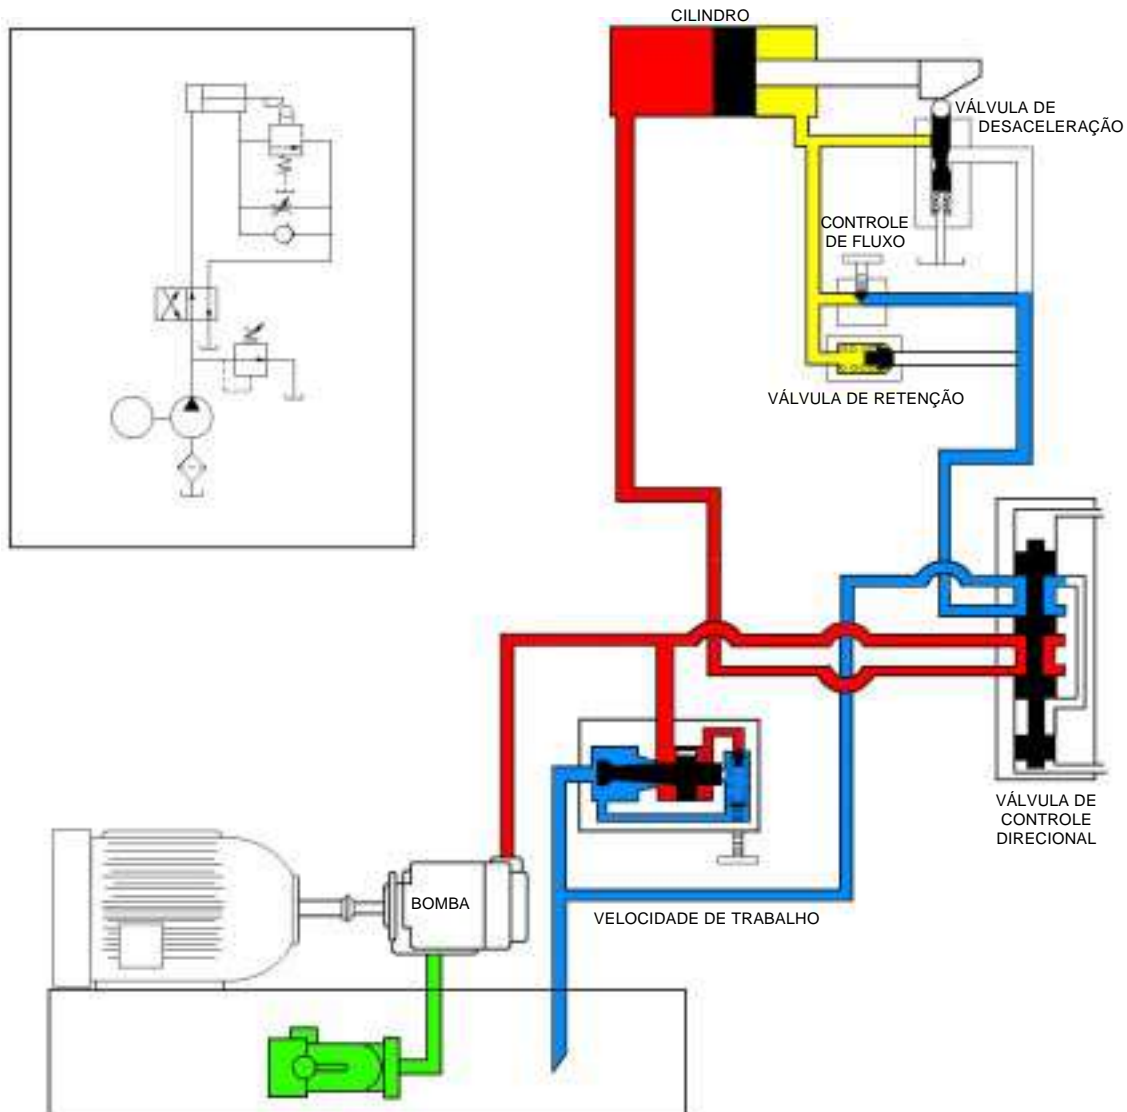 CILINDRO
VÁLVULA DE
DESACELERAÇÃO
CONTROLE
DE FLUXO
VÁLVULA DE RETENÇÃO
VÁLVULA DE
CONTROLE
DIRECIONAL
BOMBA
VELOCIDADE DE TRABALHO